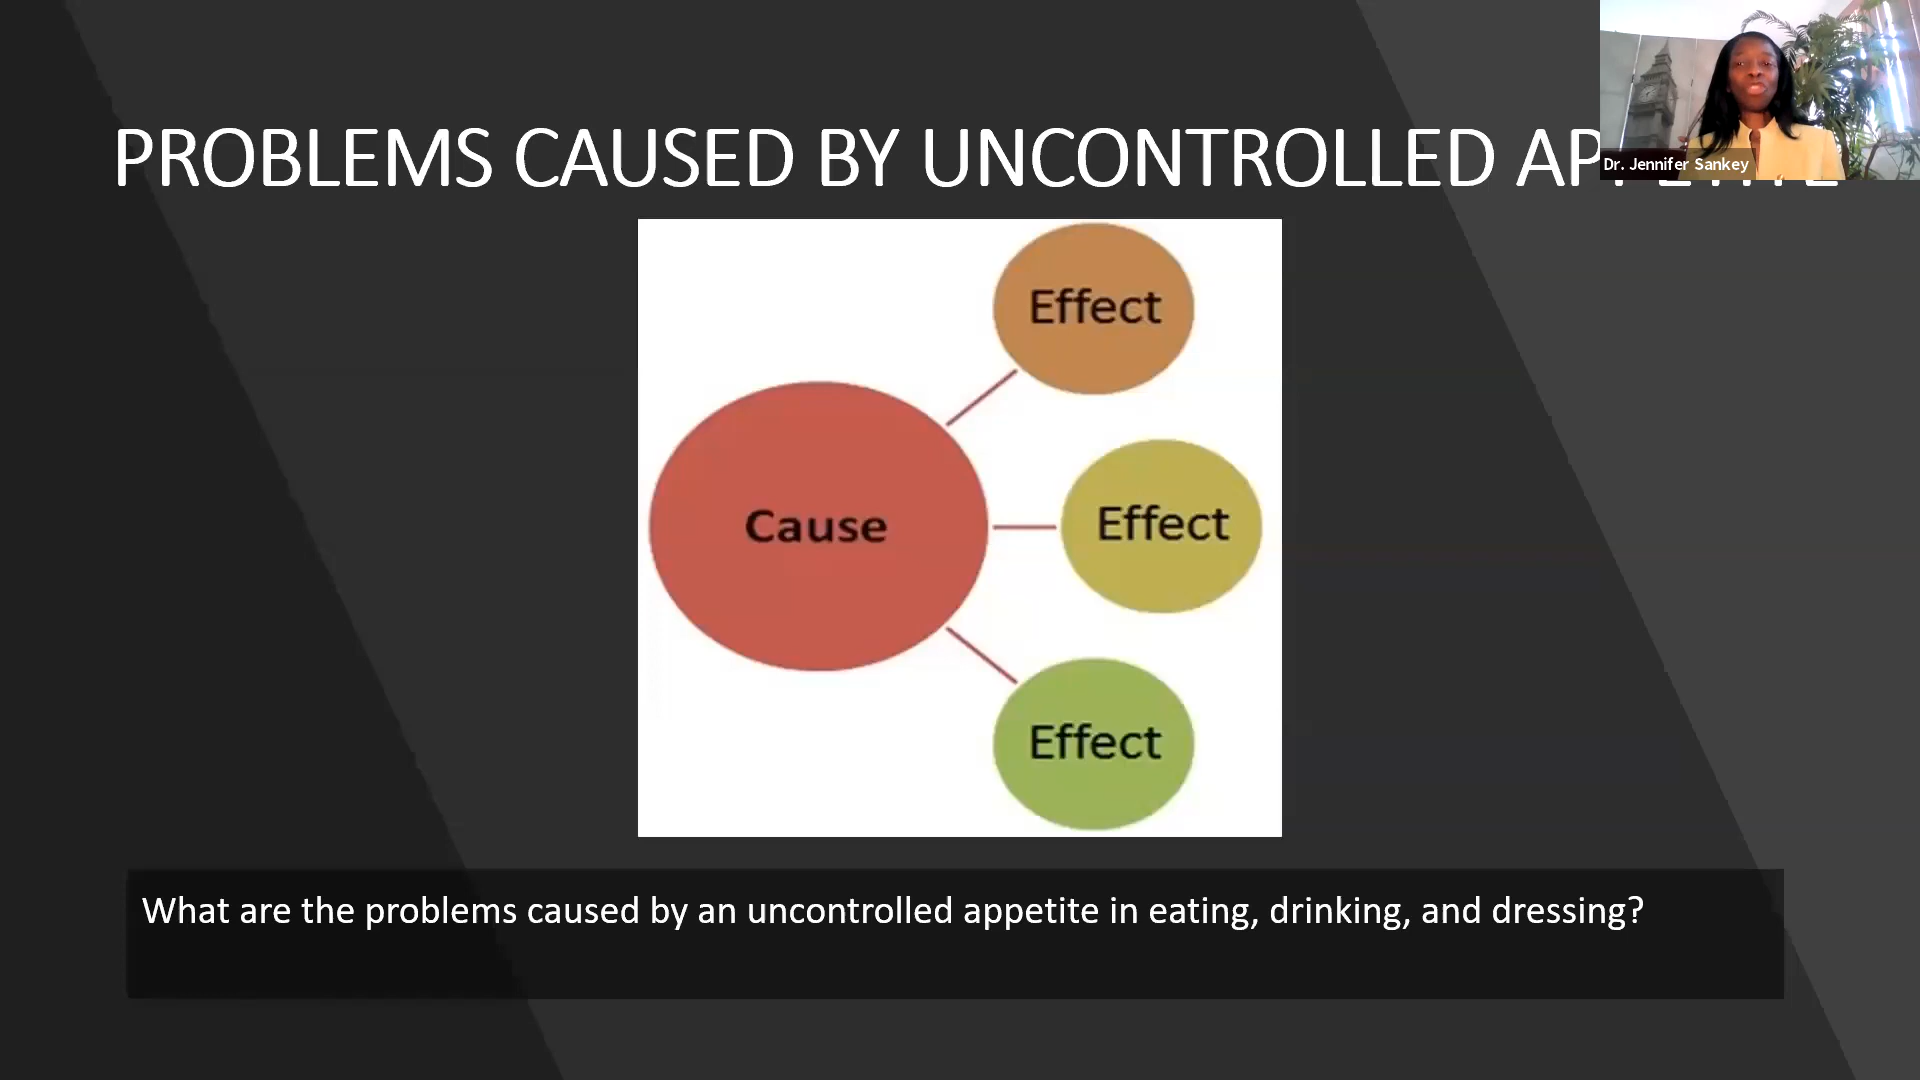 PROBLEMS CAUSED BY UNCONTROLLED
Dr. Jennifer Sankey
Effect
Cause
Effect
Effect
What are the problems caused by an uncontrolled appetite in eating, drinking, and dressing?